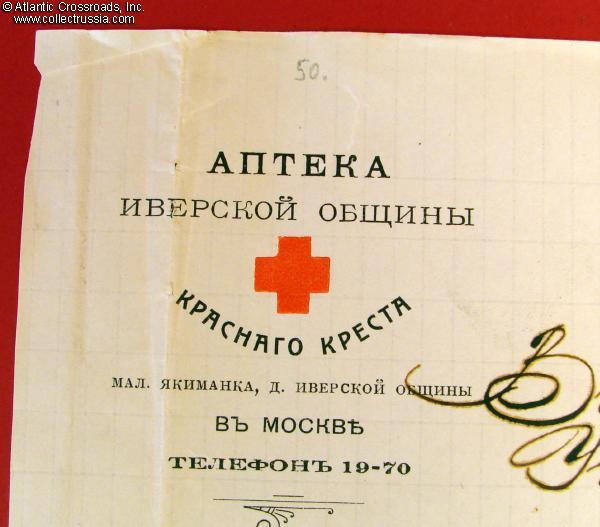 © Atlantic Crossroads, Inc.
www.collectrussia.com
50.
АПТЕКА
ИВЕРСКОЙ ОБЩИНЫ
КРАСНАГО КРЕСТА
МАЛ. ЯКИМАНКА, Д. ИВЕРСКОЙ ОБЩИНЫ
ВЪ МОСКВѢ
ТЕЛЕФОНЪ 19-70